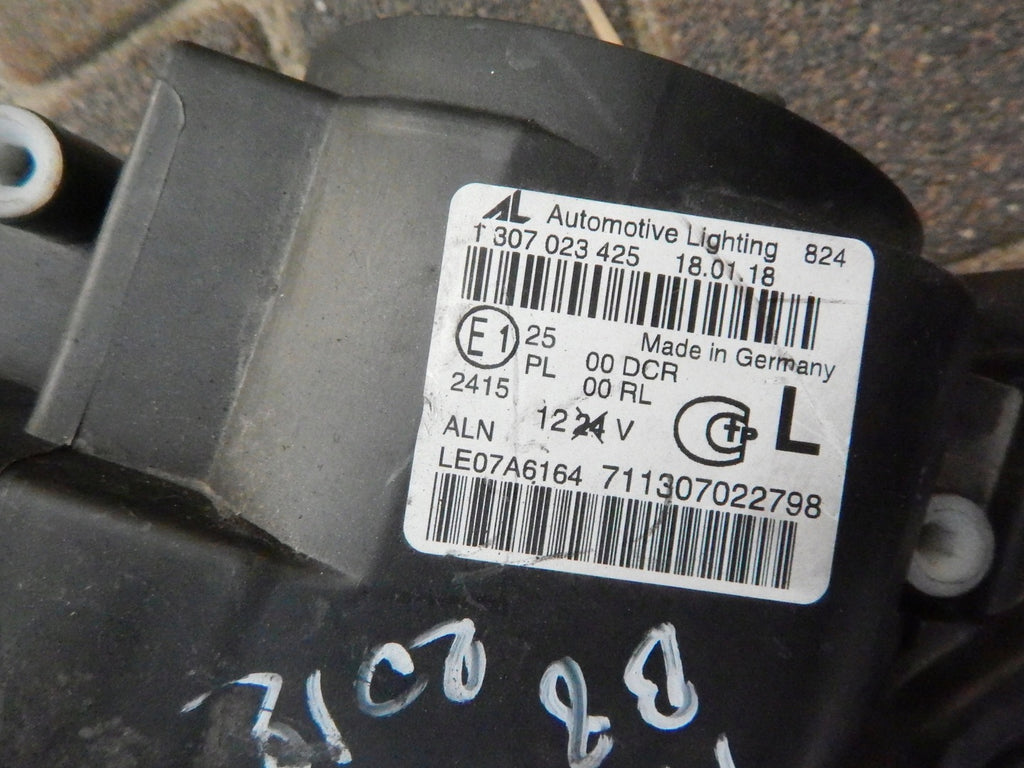 AL Automotive Lighting 824
1 307 023 425 18.01.18
E1 25 Made in Germany
PL 00 DCR
2415 00 RL
ALN 12 24 V L
LE07A6164 711307022798